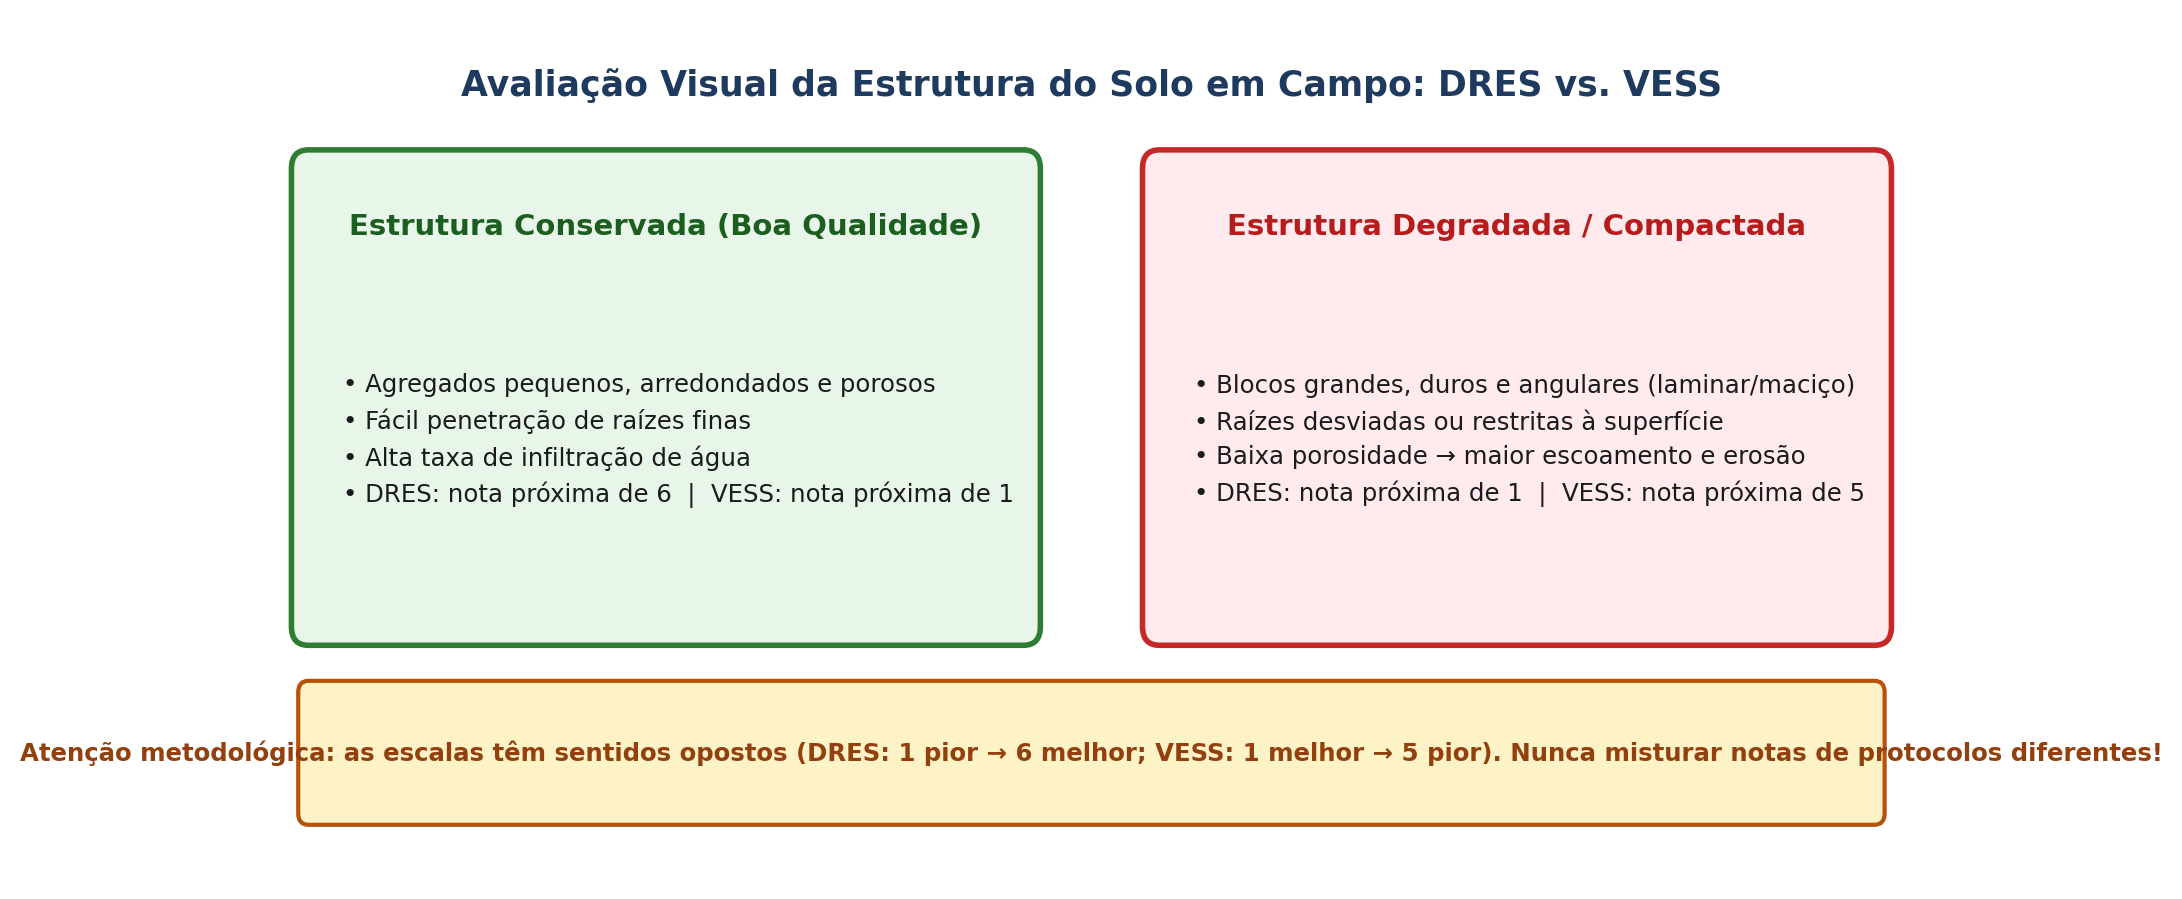 Avaliação Visual da Estrutura do Solo em Campo: DRES vs. VESS
Estrutura Conservada (Boa Qualidade)
• Agregados pequenos, arredondados e porosos
• Fácil penetração de raízes finas
• Alta taxa de infiltração de água
• DRES: nota próxima de 6 | VESS: nota próxima de 1
Estrutura Degradada / Compactada
• Blocos grandes, duros e angulares (laminar/maciço)
• Raízes desviadas ou restritas à superfície
• Baixa porosidade → maior escoamento e erosão
• DRES: nota próxima de 1 | VESS: nota próxima de 5
Atenção metodológica: as escalas têm sentidos opostos (DRES: 1 pior → 6 melhor; VESS: 1 melhor → 5 pior). Nunca misturar notas de protocolos diferentes!